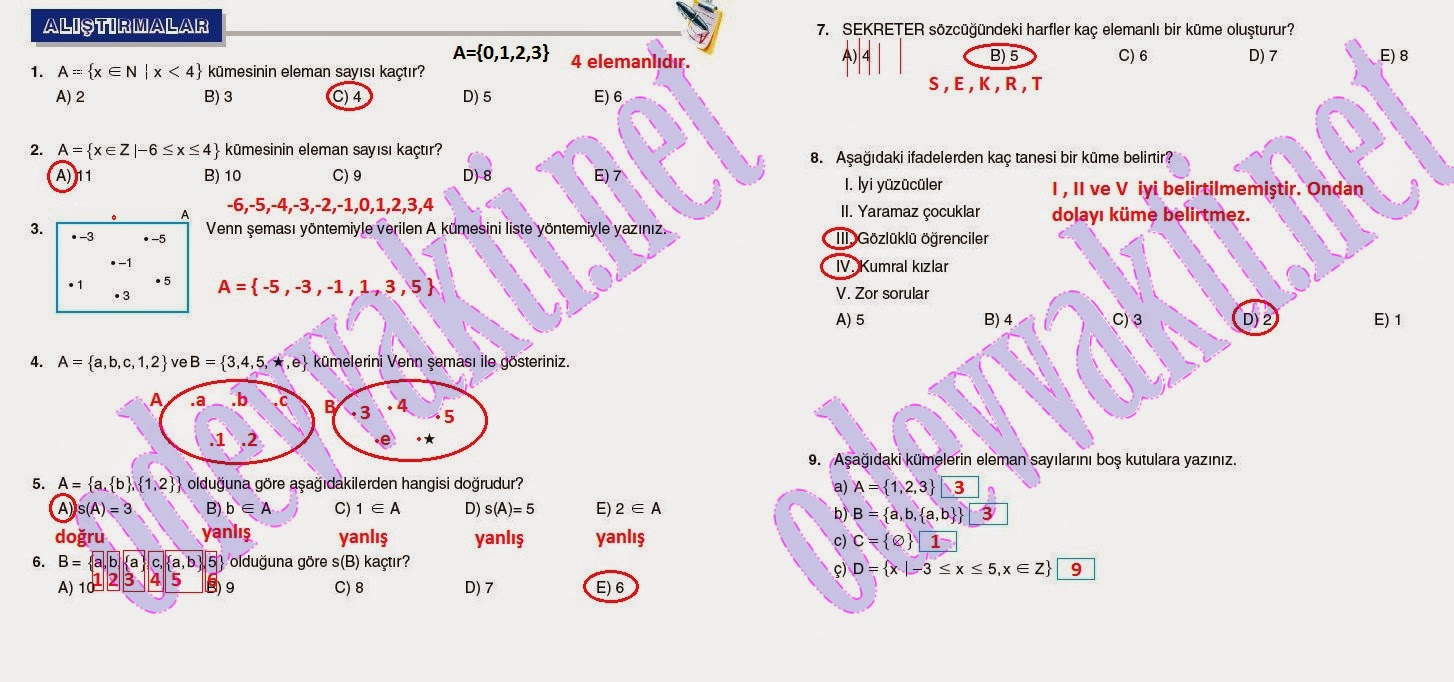 ALIŞTIRMALAR
A={0,1,2,3}
1. A = {x ∈ N | x < 4} kümesinin eleman sayısı kaçtır?
4 elemanlıdır.
A) 2 B) 3 C) 4 D) 5 E) 6
2. A = {x ∈ Z |−6 ≤ x ≤ 4} kümesinin eleman sayısı kaçtır?
A) 11 B) 10 C) 9 D) 8 E) 7
-6,-5,-4,-3,-2,-1,0,1,2,3,4
3. Venn şeması yöntemiyle verilen A kümesini liste yöntemiyle yazınız.
A
• −3 • −5
• −1
• 1 • 5
• 3
A = { -5 , -3 , -1 , 1 , 3 , 5 }
4. A = {a, b, c, 1, 2} ve B = {3, 4, 5, ★, e} kümelerini Venn şeması ile gösteriniz.
A .a .b .c
.1 .2
B .3 .4 .5
.e .★
5. A = {a, {b}, {1, 2}} olduğuna göre aşağıdakilerden hangisi doğrudur?
A) s(A) = 3 B) b ∈ A C) 1 ∈ A D) s(A) = 5 E) 2 ∈ A
doğru yanlış yanlış yanlış yanlış
6. B = {a, b, {a}, c, {a, b}, 5} olduğuna göre s(B) kaçtır?
1 2 3 4 5 6
A) 10 B) 9 C) 8 D) 7 E) 6
7. SEKRETER sözcüğündeki harfler kaç elemanlı bir küme oluşturur?
A) 4 B) 5 C) 6 D) 7 E) 8
S , E , K , R , T
8. Aşağıdaki ifadelerden kaç tanesi bir küme belirtir?
I. İyi yüzücüler
II. Yaramaz çocuklar
III. Gözlüklü öğrenciler
IV. Kumral kızlar
V. Zor sorular
I , II ve V iyi belirtilmemiştir. Ondan
dolayı küme belirtmez.
A) 5 B) 4 C) 3 D) 2 E) 1
9. Aşağıdaki kümelerin eleman sayılarını boş kutulara yazınız.
a) A = {1, 2, 3} 3
b) B = {a, b, {a, b}} 3
c) C = {∅} 1
ç) D = {x | −3 ≤ x ≤ 5, x ∈ Z} 9
odevvakti.net
odevvakti.net